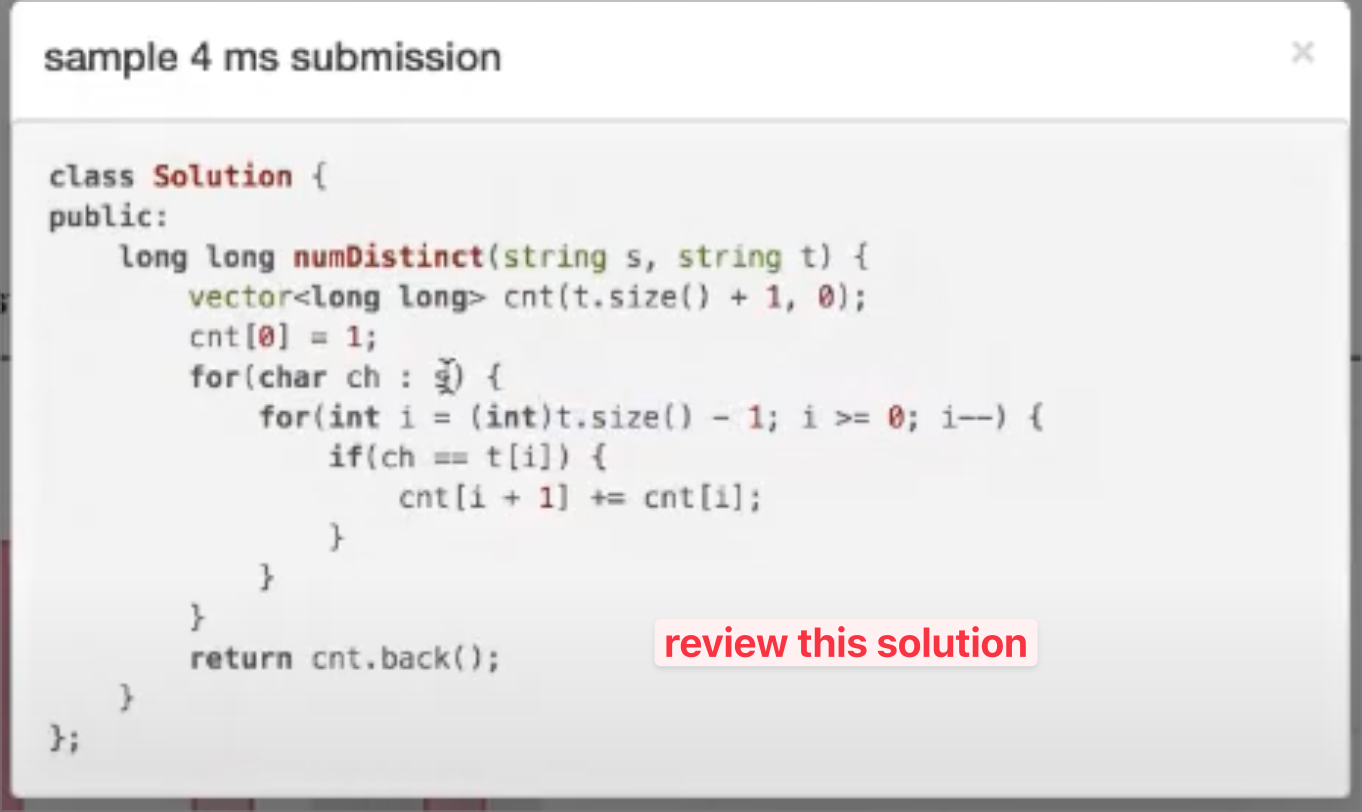 sample 4 ms submission ×
class Solution {
public:
    long long numDistinct(string s, string t) {
        vector<long long> cnt(t.size() + 1, 0);
        cnt[0] = 1;
        for(char ch : s) {
            for(int i = (int)t.size() - 1; i >= 0; i--) {
                if(ch == t[i]) {
                    cnt[i + 1] += cnt[i];
                }
            }
        }
        return cnt.back();
    }
};
review this solution